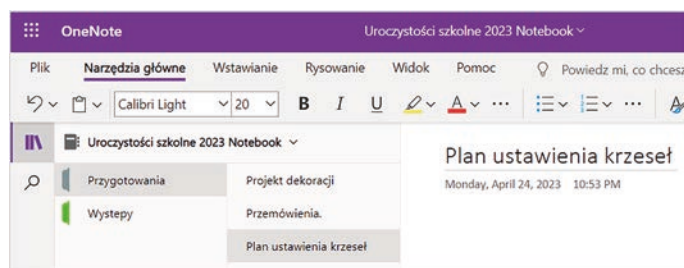 OneNote
Uroczystości szkolne 2023 Notebook
Plik Narzędzia główne Wstawianie Rysowanie Widok Pomoc Powiedz mi, co chcesz
Calibri Light 20 B I U A
Uroczystości szkolne 2023 Notebook
Przygotowania
Wystepy
Projekt dekoracji
Przemówienia.
Plan ustawienia krzeseł
Plan ustawienia krzeseł
Monday, April 24, 2023 10:53 PM